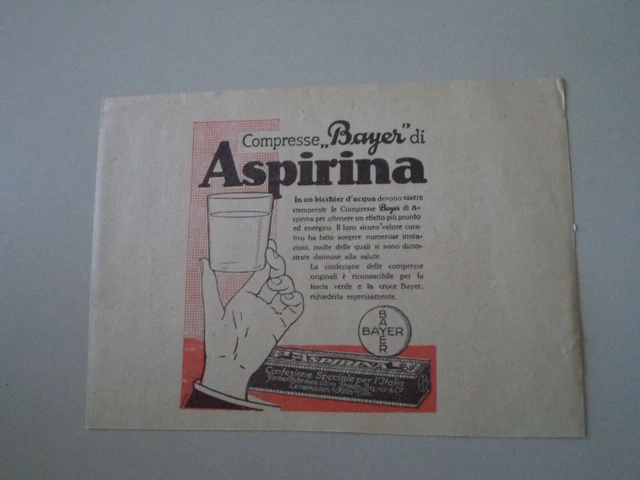 Compresse „Bayer" di
Aspirina
In un bicchier d'acqua devono essere
stemperate le Compresse Bayer di A-
spirina per ottenere un effetto più pronto
ed energico. Il loro sicuro valore cura-
tivo ha fatto sorgere numerose imita-
zioni, molte delle quali si sono dimo-
strate dannose alla salute.
La confezione delle compresse
originali è riconoscibile per la
fascia verde e la croce Bayer,
richiederla espressamente.
BAYER
BAYER
ASPIRINA
Confezione Speciale per l'Italia